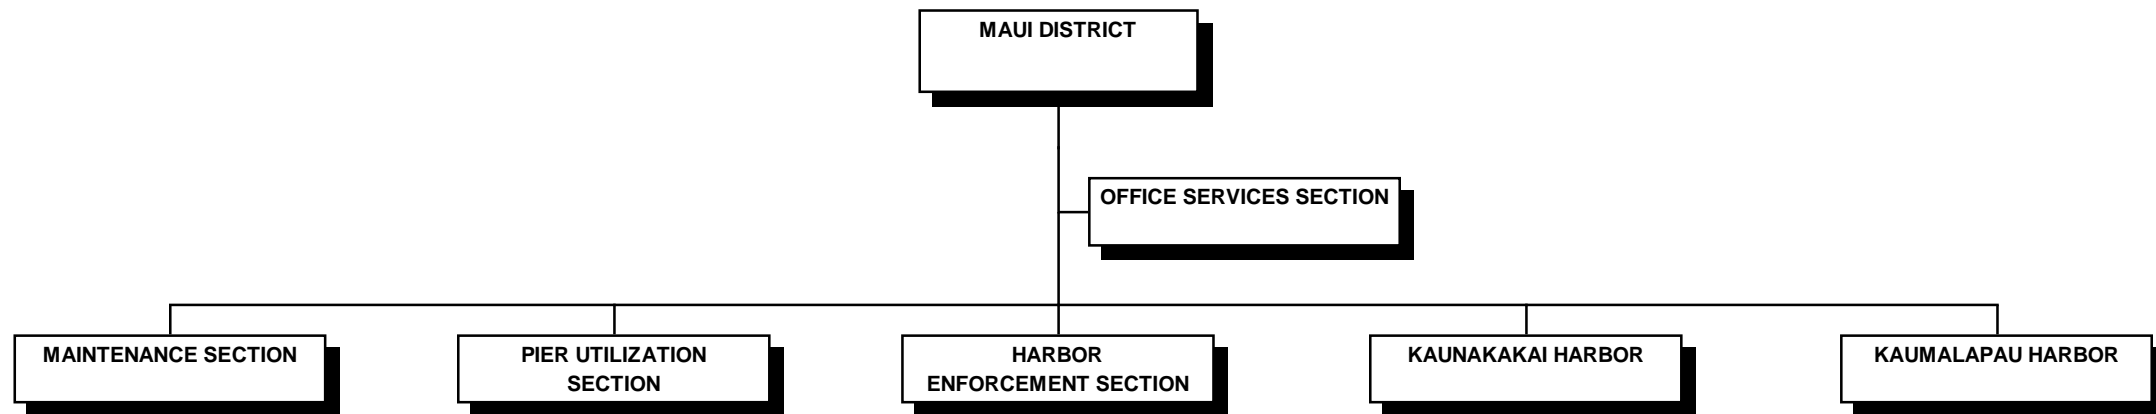 MAUI DISTRICT
OFFICE SERVICES SECTION
MAINTENANCE SECTION
PIER UTILIZATION
SECTION
HARBOR
ENFORCEMENT SECTION
KAUNAKAKAI HARBOR
KAUMALAPAU HARBOR